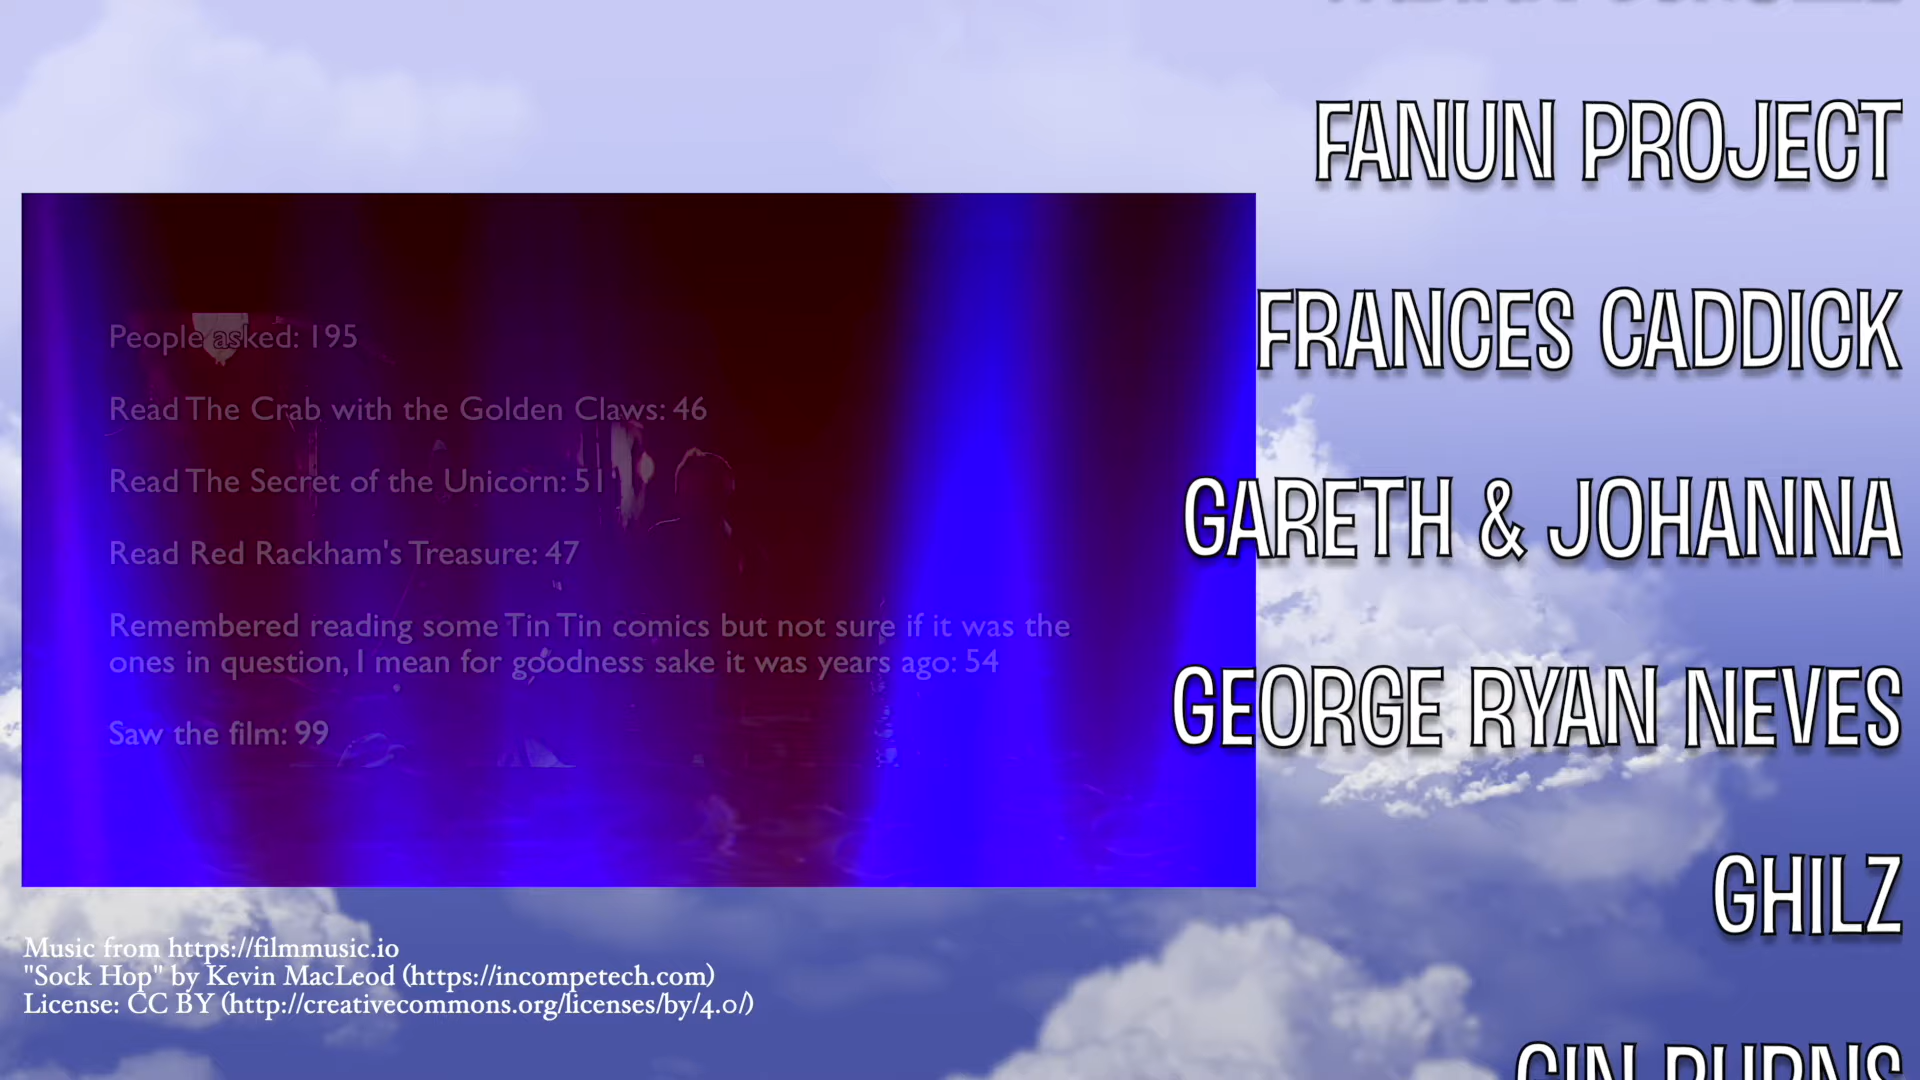 FANUN PROJECT
FRANCES CADDICK
GARETH & JOHANNA
GEORGE RYAN NEVES
GHILZ
People asked: 195
Read The Crab with the Golden Claws: 46
Read The Secret of the Unicorn: 51
Read Red Rackham's Treasure: 47
Remembered reading some Tin Tin comics but not sure if it was the
ones in question, I mean for goodness sake it was years ago: 54
Saw the film: 99
Music from https://filmmusic.io
"Sock Hop" by Kevin MacLeod (https://incompetech.com)
License: CC BY (http://creativecommons.org/licenses/by/4.0/)